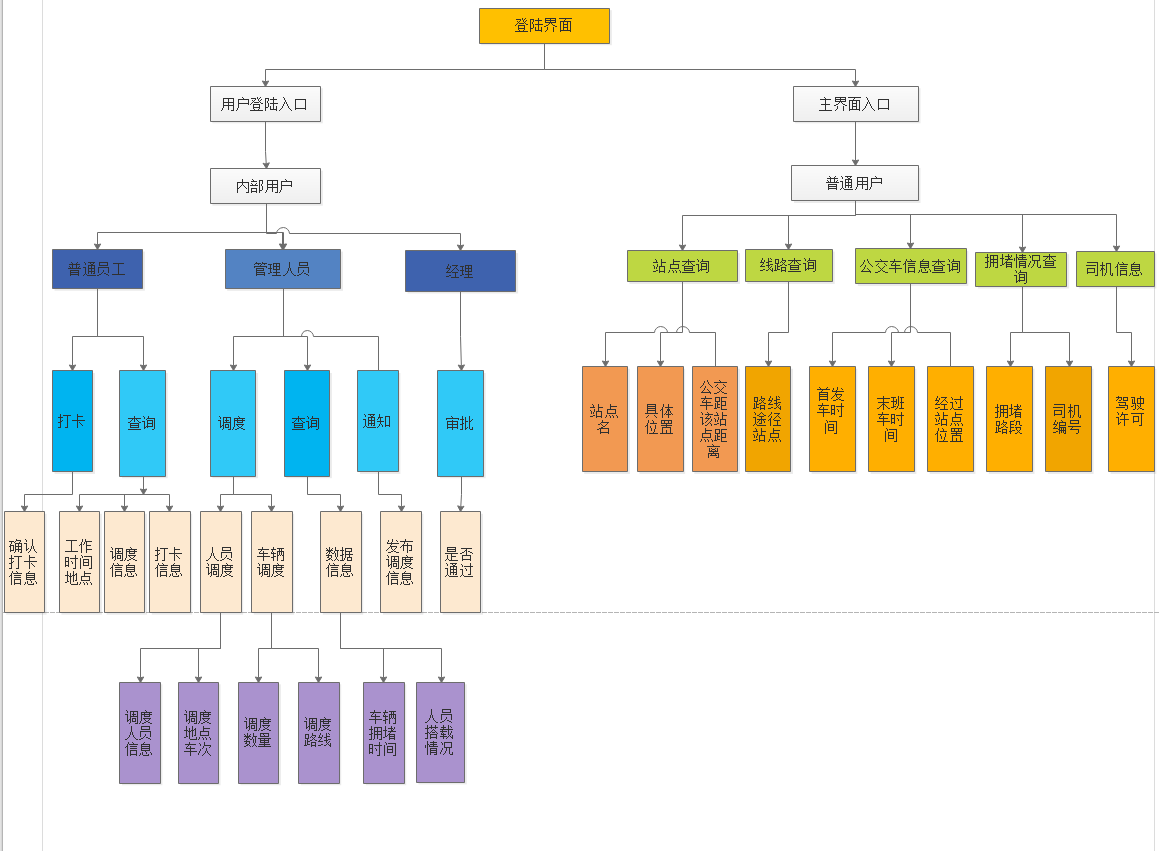 登陆界面
用户登陆入口
主界面入口
内部用户
普通用户
普通员工
管理人员
经理
站点查询
线路查询
公交车信息查询
拥堵情况查
询
司机信息
打卡
查询
调度
查询
通知
审批
站点
名
具体
位置
公交
车距
该站
点距
离
路线
途径
站点
首发
车时
间
末班
车时
间
经过
站点
位置
拥堵
路段
司机
编号
驾驶
许可
确认
打卡
信息
工作
时间
地点
调度
信息
打卡
信息
人员
调度
车辆
调度
数据
信息
发布
调度
信息
是否
通过
调度
人员
信息
调度
地点
车次
调度
数量
调度
路线
车辆
拥堵
时间
人员
搭载
情况